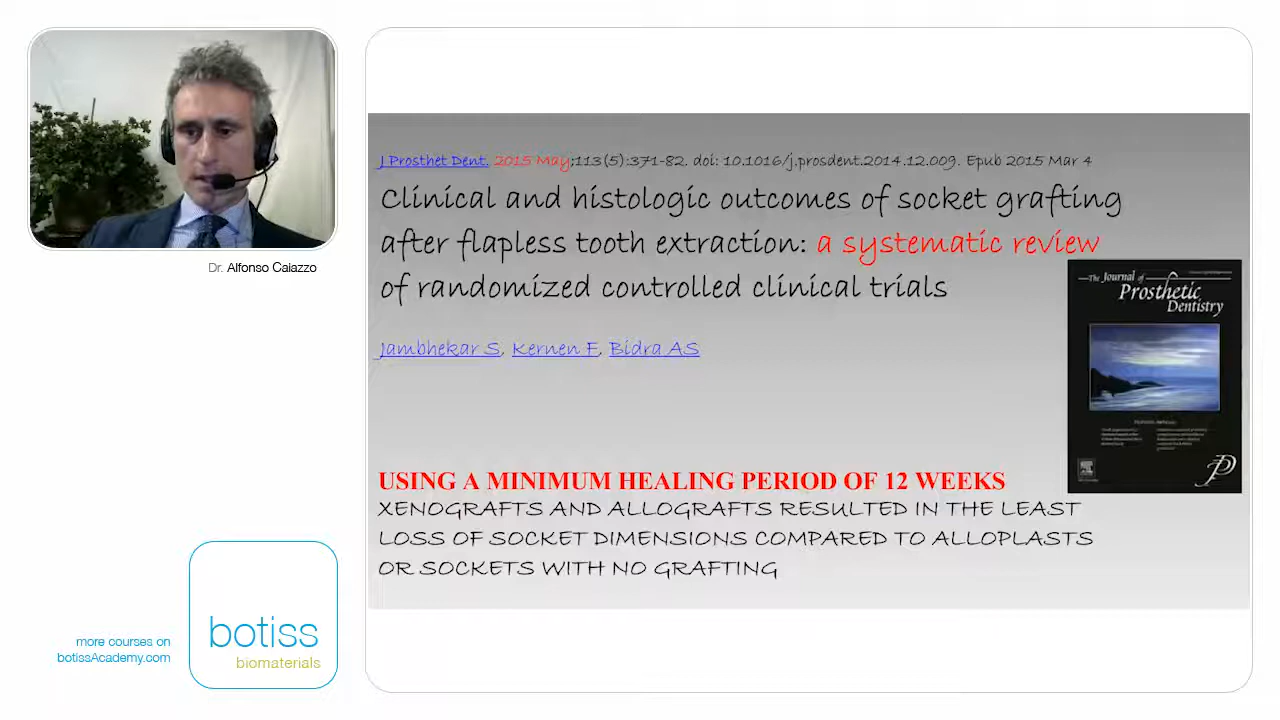 Dr. Alfonso Caiazzo
J Prosthet Dent. 2015 May;113(5):371-82. doi: 10.1016/j.prosdent.2014.12.009. Epub 2015 Mar 4
Clinical and histologic outcomes of socket grafting
after flapless tooth extraction: a systematic review
of randomized controlled clinical trials
Jambhekar S, Kernen F, Bidra AS
The Journal of
Prosthetic
Dentistry
USING A MINIMUM HEALING PERIOD OF 12 WEEKS
XENOGRAFTS AND ALLOGRAFTS RESULTED IN THE LEAST
LOSS OF SOCKET DIMENSIONS COMPARED TO ALLOPLASTS
OR SOCKETS WITH NO GRAFTING
more courses on
botissAcademy.com
botiss
biomaterials